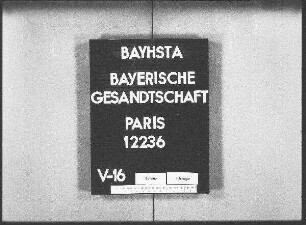 BAYHSTA
BAYERISCHE
GESANDTSCHAFT
PARIS
12236
V-16